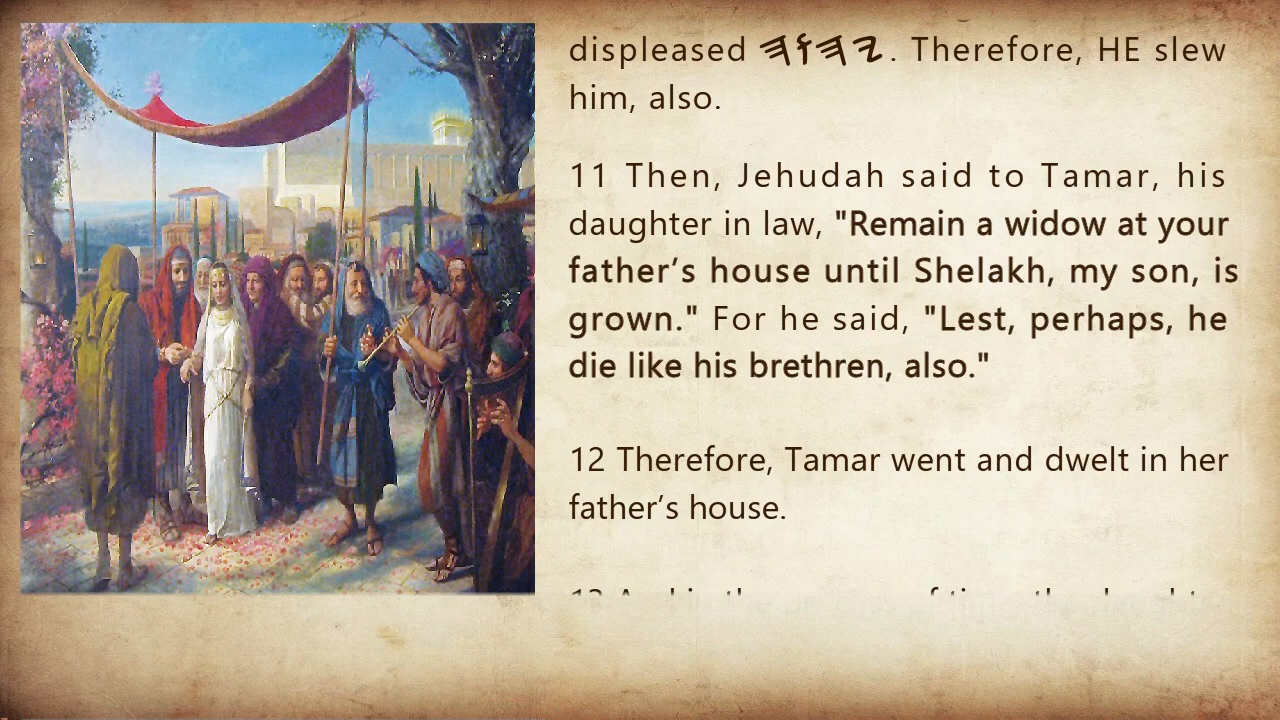 displeased 𐤉𐤄𐤅𐤄. Therefore, HE slew
him, also.
11 Then, Jehudah said to Tamar, his
daughter in law, "Remain a widow at your
father’s house until Shelakh, my son, is
grown." For he said, "Lest, perhaps, he
die like his brethren, also."
12 Therefore, Tamar went and dwelt in her
father’s house.